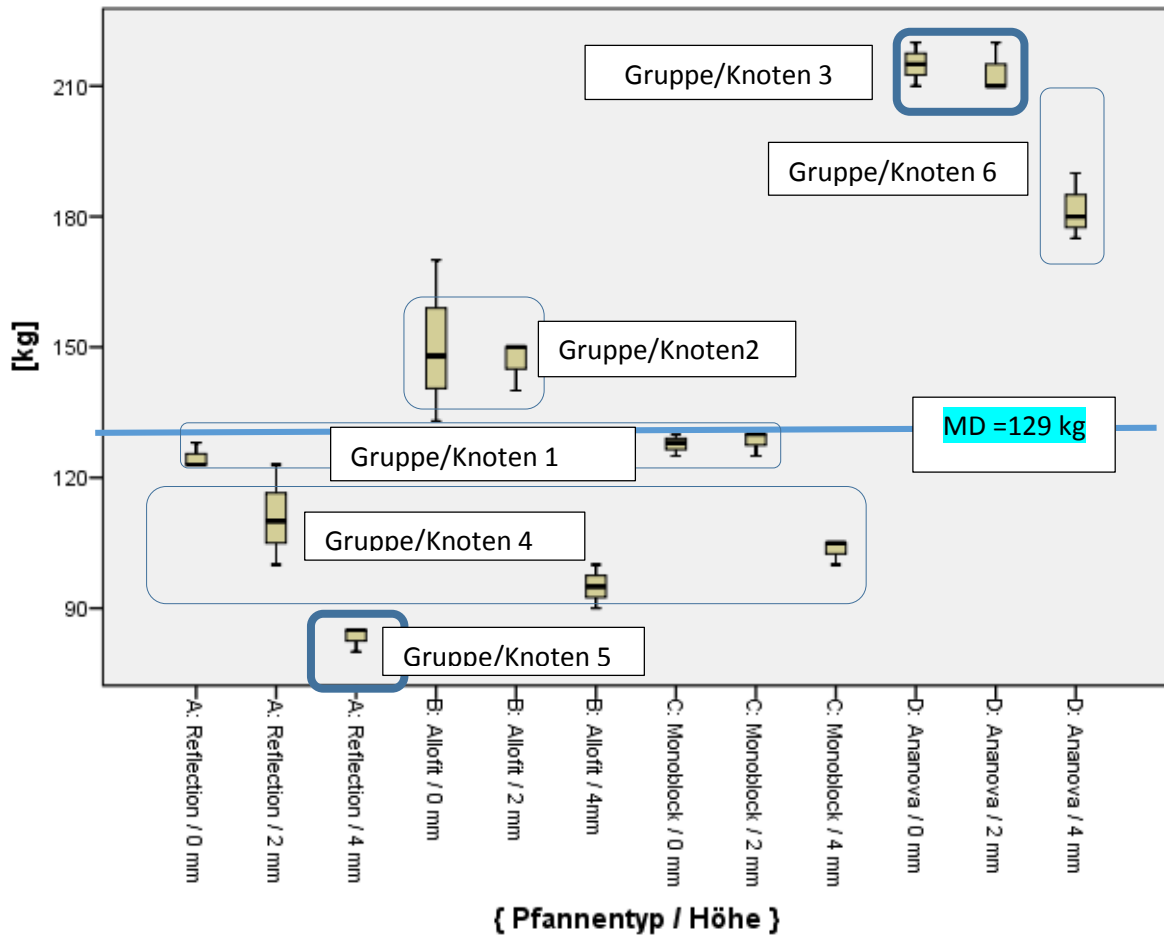 210
180
150
120
90
[kg]
Gruppe/Knoten 3
Gruppe/Knoten 6
Gruppe/Knoten2
MD =129 kg
Gruppe/Knoten 1
Gruppe/Knoten 4
Gruppe/Knoten 5
A: Reflection / 0 mm
A: Reflection / 2 mm
A: Reflection / 4 mm
B: Allofit / 0 mm
B: Allofit / 2 mm
B: Allofit / 4mm
C: Monoblock / 0 mm
C: Monoblock / 2 mm
C: Monoblock / 4 mm
D: Ananova / 0 mm
D: Ananova / 2 mm
D: Ananova / 4 mm
{ Pfannentyp / Höhe }